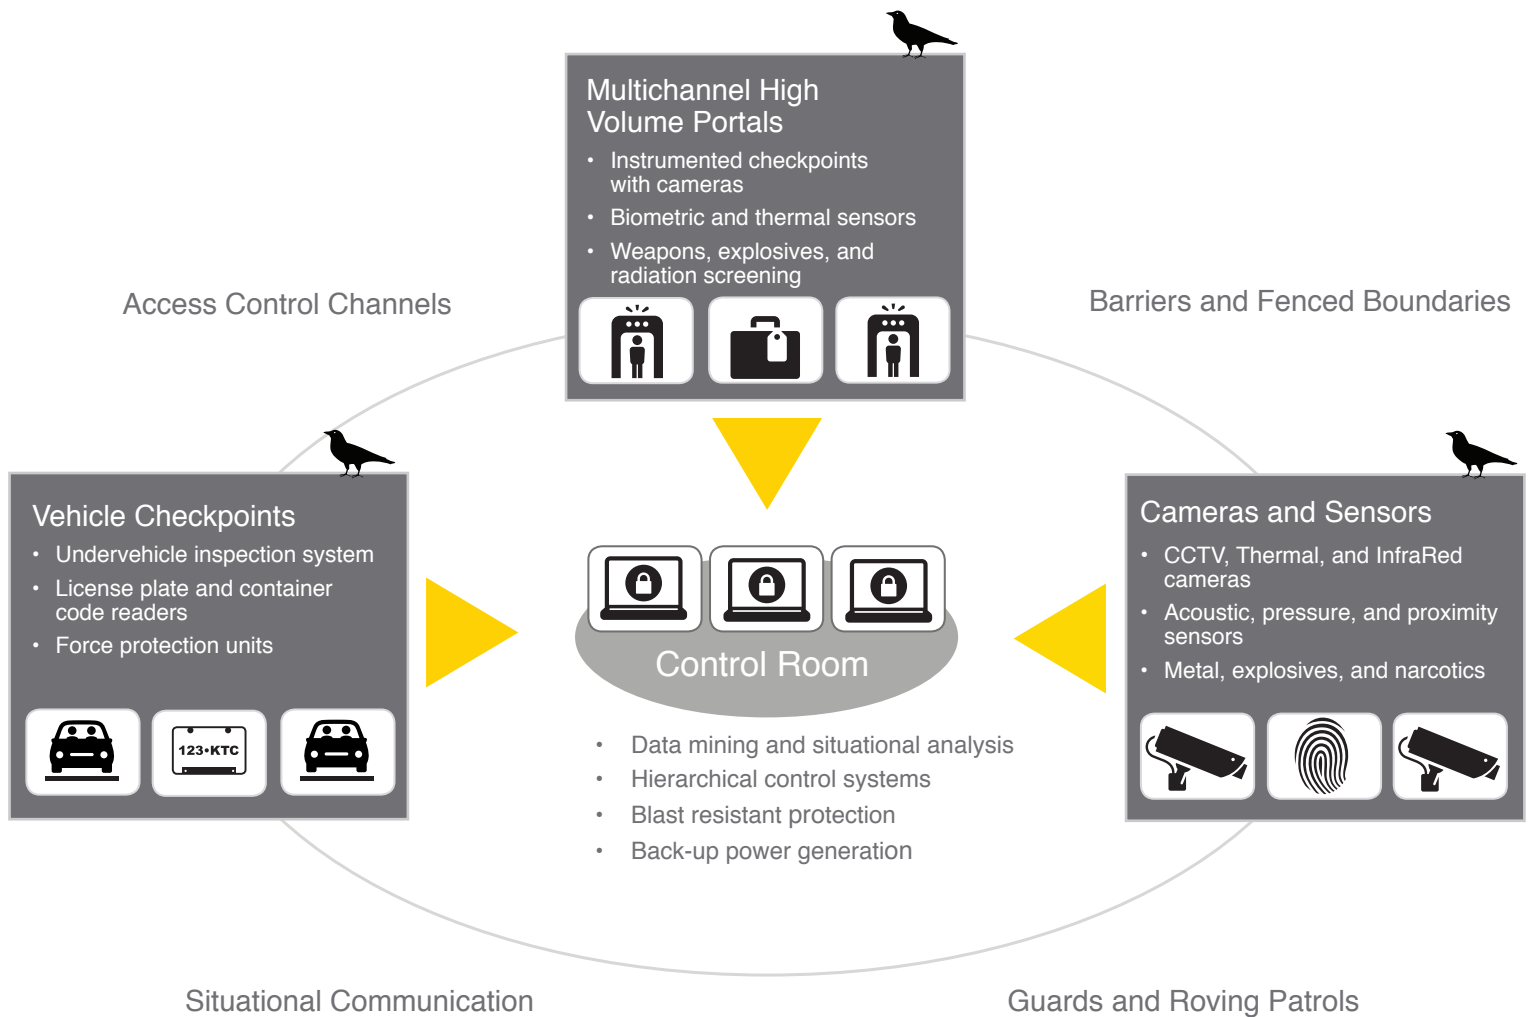 Multichannel High
Volume Portals
• Instrumented checkpoints
with cameras
• Biometric and thermal sensors
• Weapons, explosives, and
radiation screening
Access Control Channels
Barriers and Fenced Boundaries
Vehicle Checkpoints
• Undervehicle inspection system
• License plate and container
code readers
• Force protection units
123•KTC
Cameras and Sensors
• CCTV, Thermal, and InfraRed
cameras
• Acoustic, pressure, and proximity
sensors
• Metal, explosives, and narcotics
Control Room
• Data mining and situational analysis
• Hierarchical control systems
• Blast resistant protection
• Back-up power generation
Situational Communication
Guards and Roving Patrols